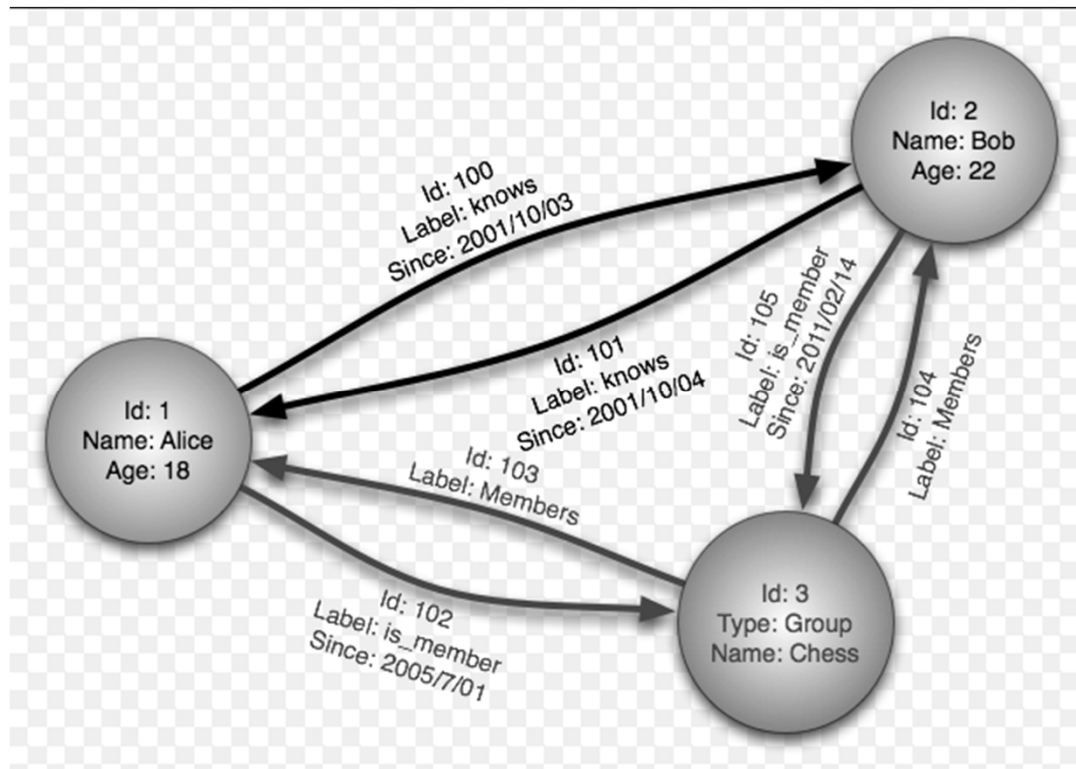 Id: 2
Name: Bob
Age: 22
Id: 100
Label: knows
Since: 2001/10/03
Id: 101
Label: knows
Since: 2001/10/04
Id: 105
Label: is_member
Since: 2011/02/14
Id: 104
Label: Members
Id: 1
Name: Alice
Age: 18
Id: 103
Label: Members
Id: 102
Label: is_member
Since: 2005/7/01
Id: 3
Type: Group
Name: Chess